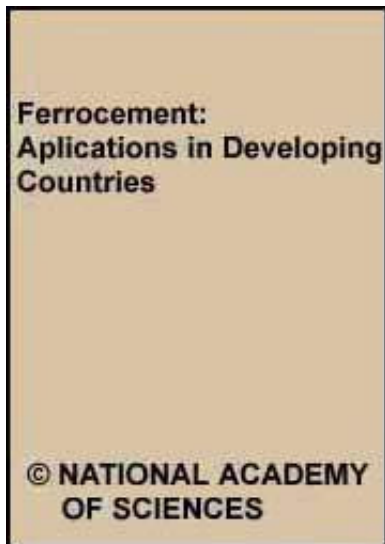 Ferrocement:
Aplications in Developing
Countries
© NATIONAL ACADEMY
OF SCIENCES